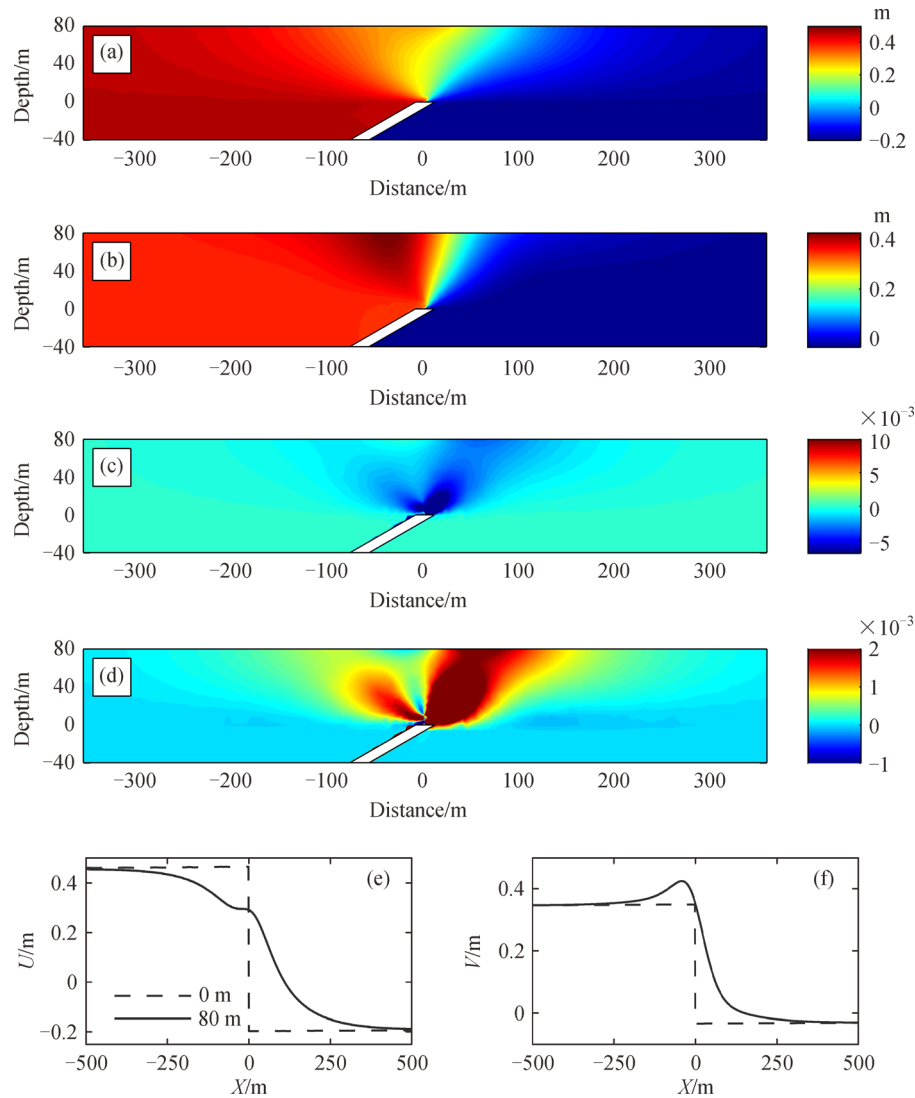 m
80
40
0
−40
Depth/m
(a)
0.4
0.2
0
−0.2
−300 −200 −100 0 100 200 300
Distance/m
m
80
40
0
−40
Depth/m
(b)
0.4
0.2
0
−300 −200 −100 0 100 200 300
Distance/m
×10⁻³
80
40
0
−40
Depth/m
(c)
10
5
0
−5
−300 −200 −100 0 100 200 300
Distance/m
×10⁻³
80
40
0
−40
Depth/m
(d)
2
1
0
−1
−300 −200 −100 0 100 200 300
Distance/m
(e)
0.4
0.2
0
−0.2
U/m
0 m
80 m
−500 −250 0 250 500
X/m
(f)
0.4
0.2
0
V/m
−500 −250 0 250 500
X/m